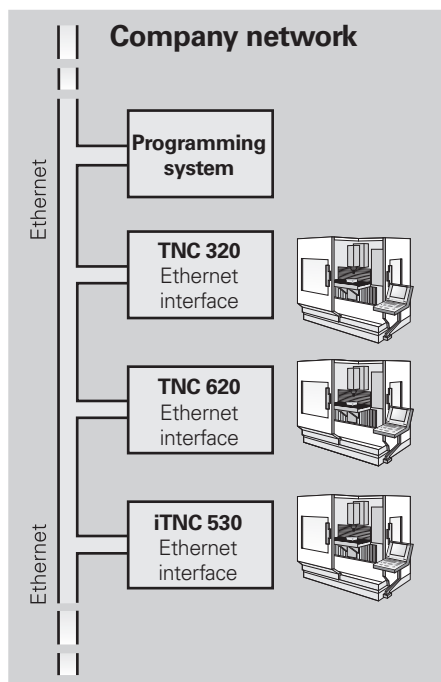 Company network
Ethernet
Programming
system
TNC 320
Ethernet
interface
TNC 620
Ethernet
interface
iTNC 530
Ethernet
interface
Ethernet